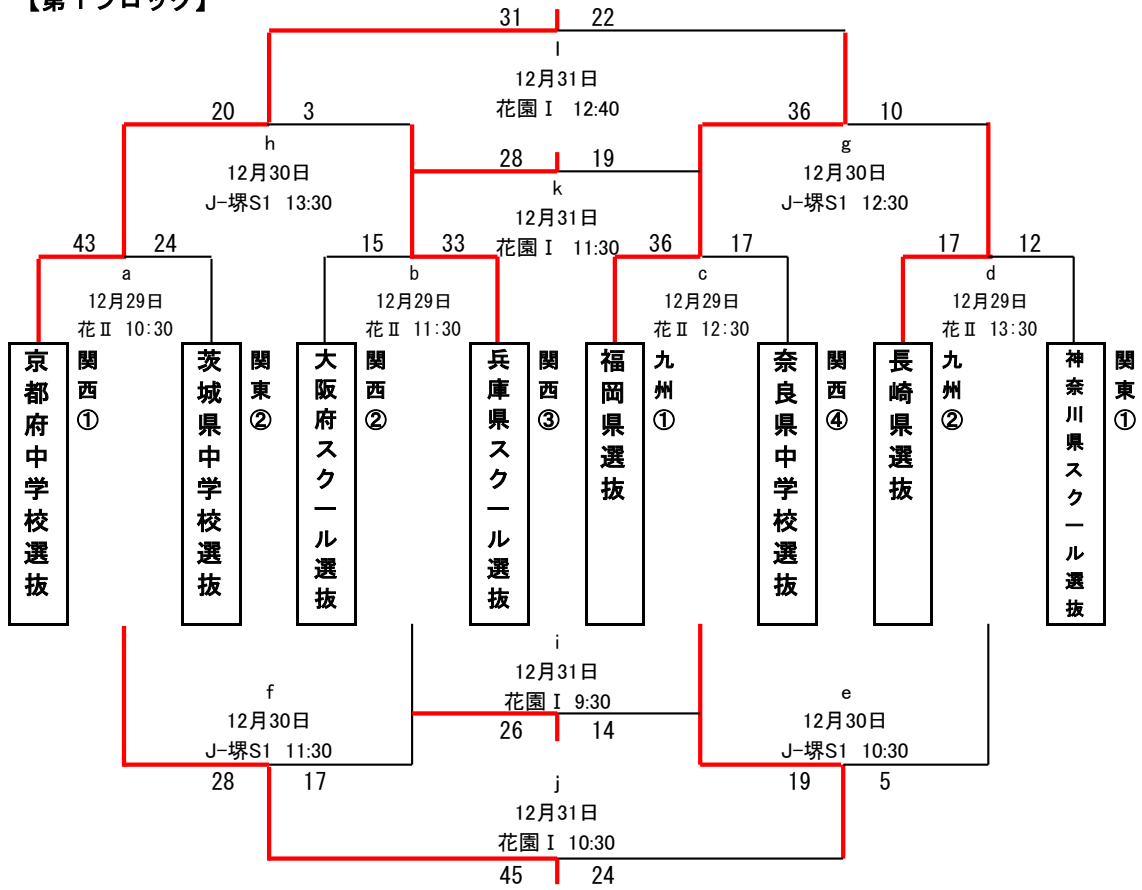 【第1ブロック】
31 22
l
12月31日
花園Ⅰ 12:40
20 3
36 10
h
12月30日
J-堺S1 13:30
28 19
k
12月31日
花園Ⅰ 11:30
g
12月30日
J-堺S1 12:30
43 24
15 33
36 17
17 12
a
12月29日
花Ⅱ 10:30
b
12月29日
花Ⅱ 11:30
c
12月29日
花Ⅱ 12:30
d
12月29日
花Ⅱ 13:30
京都府中学校選抜
関西①
茨城県中学校選抜
関東②
大阪府スクール選抜
関西②
兵庫県スクール選抜
関西③
福岡県選抜
九州①
奈良県中学校選抜
関西④
長崎県選抜
九州②
神奈川県スクール選抜
関東①
f
12月30日
J-堺S1 11:30
28 17
i
12月31日
花園Ⅰ 9:30
26 14
e
12月30日
J-堺S1 10:30
19 5
j
12月31日
花園Ⅰ 10:30
45 24